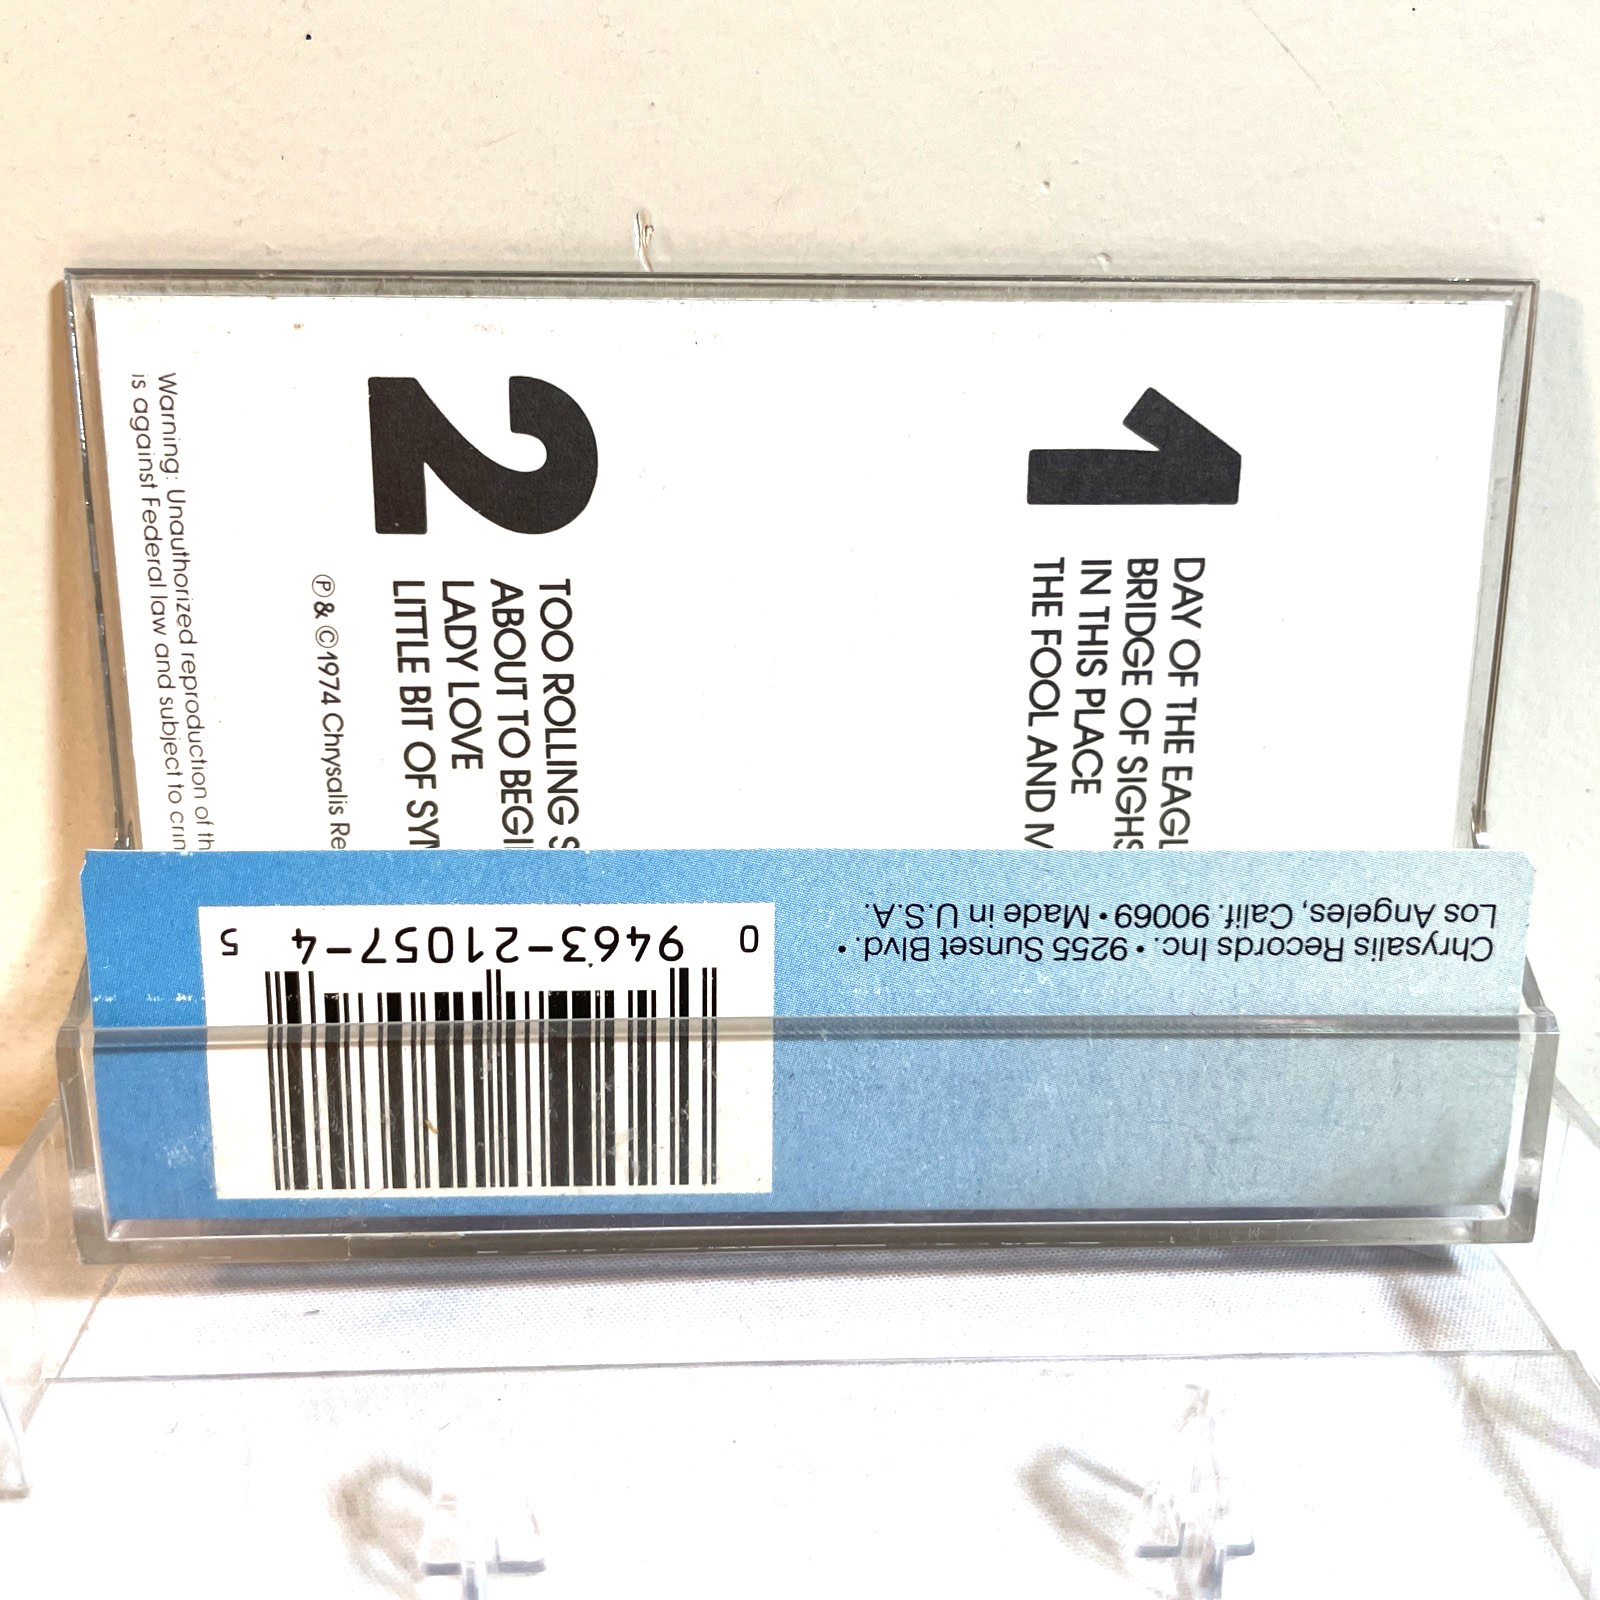 1
DAY OF THE EAGL
BRIDGE OF SIGHS
IN THIS PLACE
THE FOOL AND
2
TOO ROLLING S
ABOUT TO BEGI
LADY LOVE
LITTLE BIT OF SYM
℗ & ©1974 Chrysalis Re
Warning: Unauthorized reproduction of th
is against Federal law and subject to crim
Chrysalis Records Inc. • 9255 Sunset Blvd. •
Los Angeles, Calif. 90069 • Made in U.S.A.
0 9463-21057-4 5